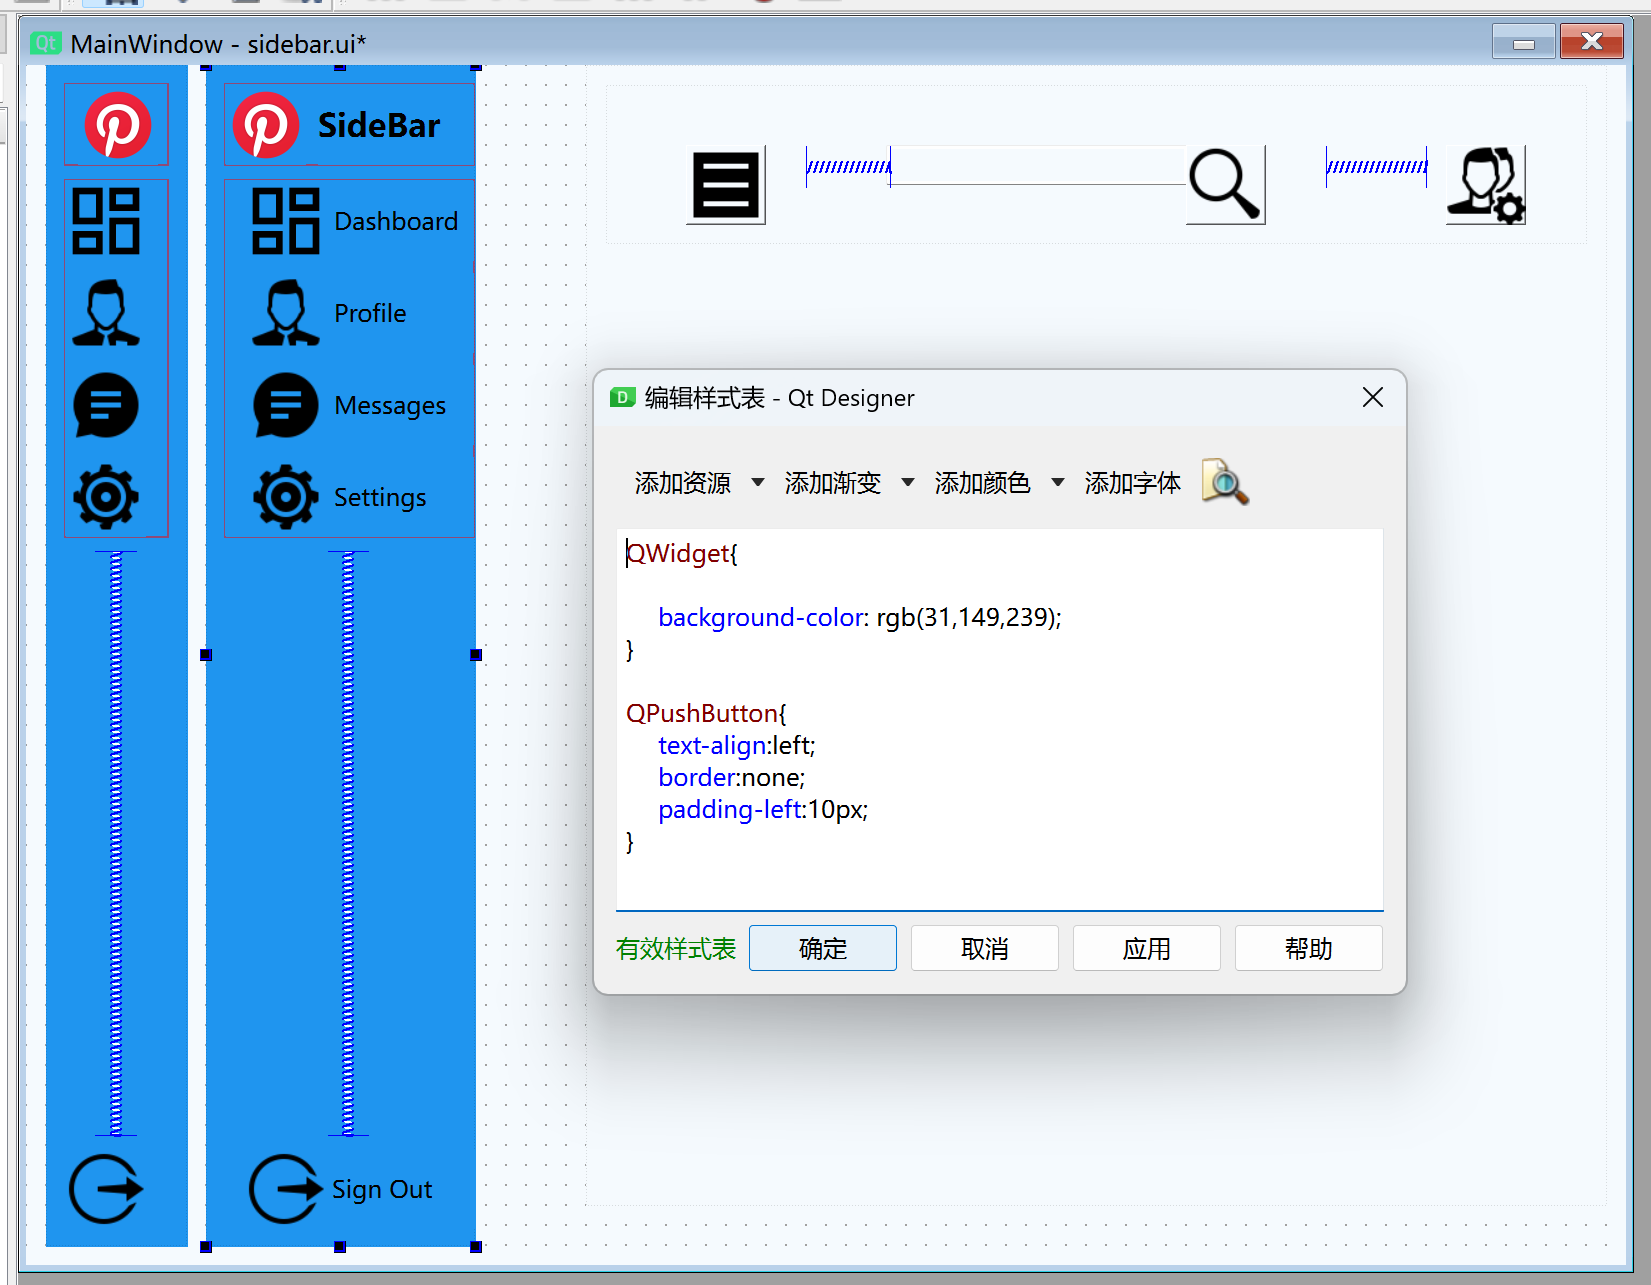 Qt MainWindow - sidebar.ui*
SideBar
Dashboard
Profile
Messages
Settings
Sign Out
D 编辑样式表 - Qt Designer
添加资源 添加渐变 添加颜色 添加字体
QWidget{
background-color: rgb(31,149,239);
}
QPushButton{
text-align:left;
border:none;
padding-left:10px;
}
有效样式表 确定 取消 应用 帮助